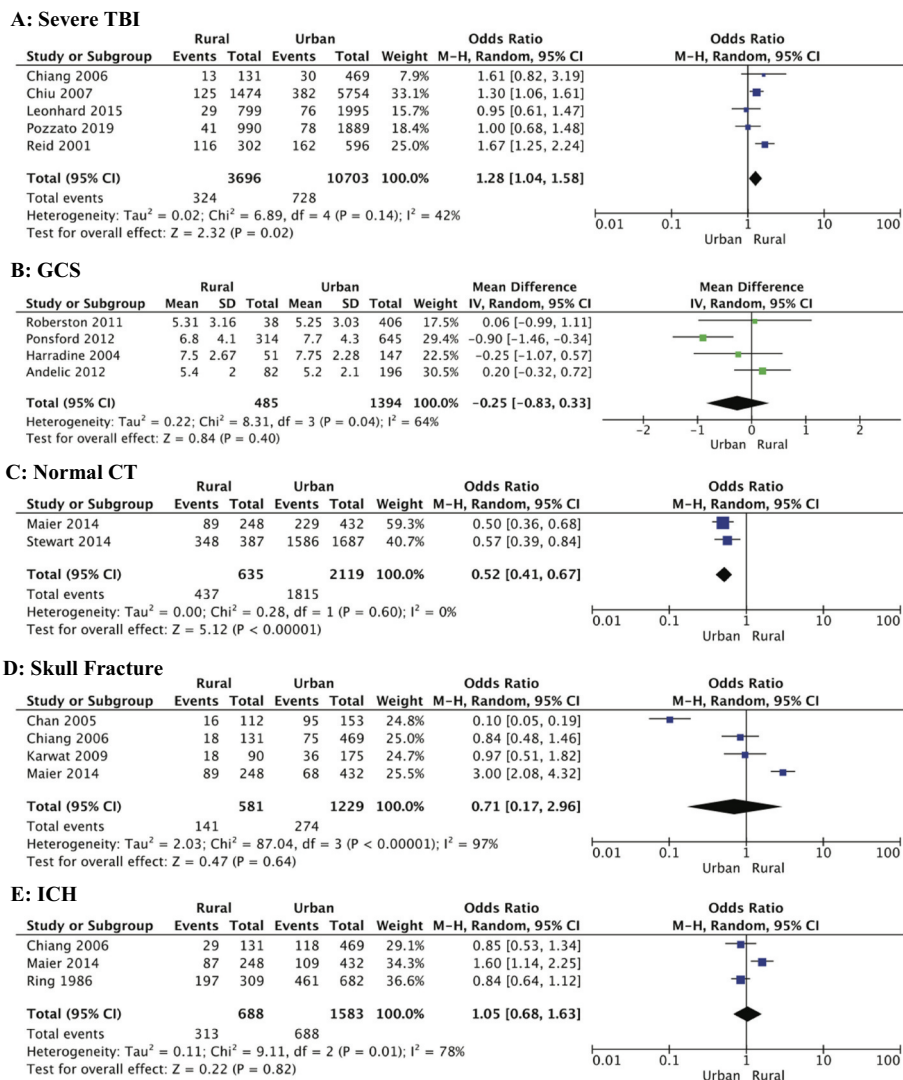 A: Severe TBI
Rural Urban Odds Ratio Odds Ratio
Study or Subgroup Events Total Events Total Weight M-H, Random, 95% CI M-H, Random, 95% CI
Chiang 2006 13 131 30 469 7.9% 1.61 [0.82, 3.19]
Chiu 2007 125 1474 382 5754 33.1% 1.30 [1.06, 1.61]
Leonhard 2015 29 799 76 1995 15.7% 0.95 [0.61, 1.47]
Pozzato 2019 41 990 78 1889 18.4% 1.00 [0.68, 1.48]
Reid 2001 116 302 162 596 25.0% 1.67 [1.25, 2.24]
Total (95% CI) 3696 10703 100.0% 1.28 [1.04, 1.58]
Total events 324 728
Heterogeneity: Tau² = 0.02; Chi² = 6.89, df = 4 (P = 0.14); I² = 42%
Test for overall effect: Z = 2.32 (P = 0.02)
0.01 0.1 1 10 100
Urban Rural
B: GCS
Rural Urban Mean Difference Mean Difference
Study or Subgroup Mean SD Total Mean SD Total Weight IV, Random, 95% CI IV, Random, 95% CI
Roberston 2011 5.31 3.16 38 5.25 3.03 406 17.5% 0.06 [-0.99, 1.11]
Ponsford 2012 6.8 4.1 314 7.7 4.3 645 29.4% -0.90 [-1.46, -0.34]
Harradine 2004 7.5 2.67 51 7.75 2.28 147 22.5% -0.25 [-1.07, 0.57]
Andelic 2012 5.4 2 82 5.2 2.1 196 30.5% 0.20 [-0.32, 0.72]
Total (95% CI) 485 1394 100.0% -0.25 [-0.83, 0.33]
Heterogeneity: Tau² = 0.22; Chi² = 8.31, df = 3 (P = 0.04); I² = 64%
Test for overall effect: Z = 0.84 (P = 0.40)
-2 -1 0 1 2
Urban Rural
C: Normal CT
Rural Urban Odds Ratio Odds Ratio
Study or Subgroup Events Total Events Total Weight M-H, Random, 95% CI M-H, Random, 95% CI
Maier 2014 89 248 229 432 59.3% 0.50 [0.36, 0.68]
Stewart 2014 348 387 1586 1687 40.7% 0.57 [0.39, 0.84]
Total (95% CI) 635 2119 100.0% 0.52 [0.41, 0.67]
Total events 437 1815
Heterogeneity: Tau² = 0.00; Chi² = 0.28, df = 1 (P = 0.60); I² = 0%
Test for overall effect: Z = 5.12 (P < 0.00001)
0.01 0.1 1 10 100
Urban Rural
D: Skull Fracture
Rural Urban Odds Ratio Odds Ratio
Study or Subgroup Events Total Events Total Weight M-H, Random, 95% CI M-H, Random, 95% CI
Chan 2005 16 112 95 153 24.8% 0.10 [0.05, 0.19]
Chiang 2006 18 131 75 469 25.0% 0.84 [0.48, 1.46]
Karwat 2009 18 90 36 175 24.7% 0.97 [0.51, 1.82]
Maier 2014 89 248 68 432 25.5% 3.00 [2.08, 4.32]
Total (95% CI) 581 1229 100.0% 0.71 [0.17, 2.96]
Total events 141 274
Heterogeneity: Tau² = 2.03; Chi² = 87.04, df = 3 (P < 0.00001); I² = 97%
Test for overall effect: Z = 0.47 (P = 0.64)
0.01 0.1 1 10 100
Urban Rural
E: ICH
Rural Urban Odds Ratio Odds Ratio
Study or Subgroup Events Total Events Total Weight M-H, Random, 95% CI M-H, Random, 95% CI
Chiang 2006 29 131 118 469 29.1% 0.85 [0.53, 1.34]
Maier 2014 87 248 109 432 34.3% 1.60 [1.14, 2.25]
Ring 1986 197 309 461 682 36.6% 0.84 [0.64, 1.12]
Total (95% CI) 688 1583 100.0% 1.05 [0.68, 1.63]
Total events 313 688
Heterogeneity: Tau² = 0.11; Chi² = 9.11, df = 2 (P = 0.01); I² = 78%
Test for overall effect: Z = 0.22 (P = 0.82)
0.01 0.1 1 10 100
Urban Rural